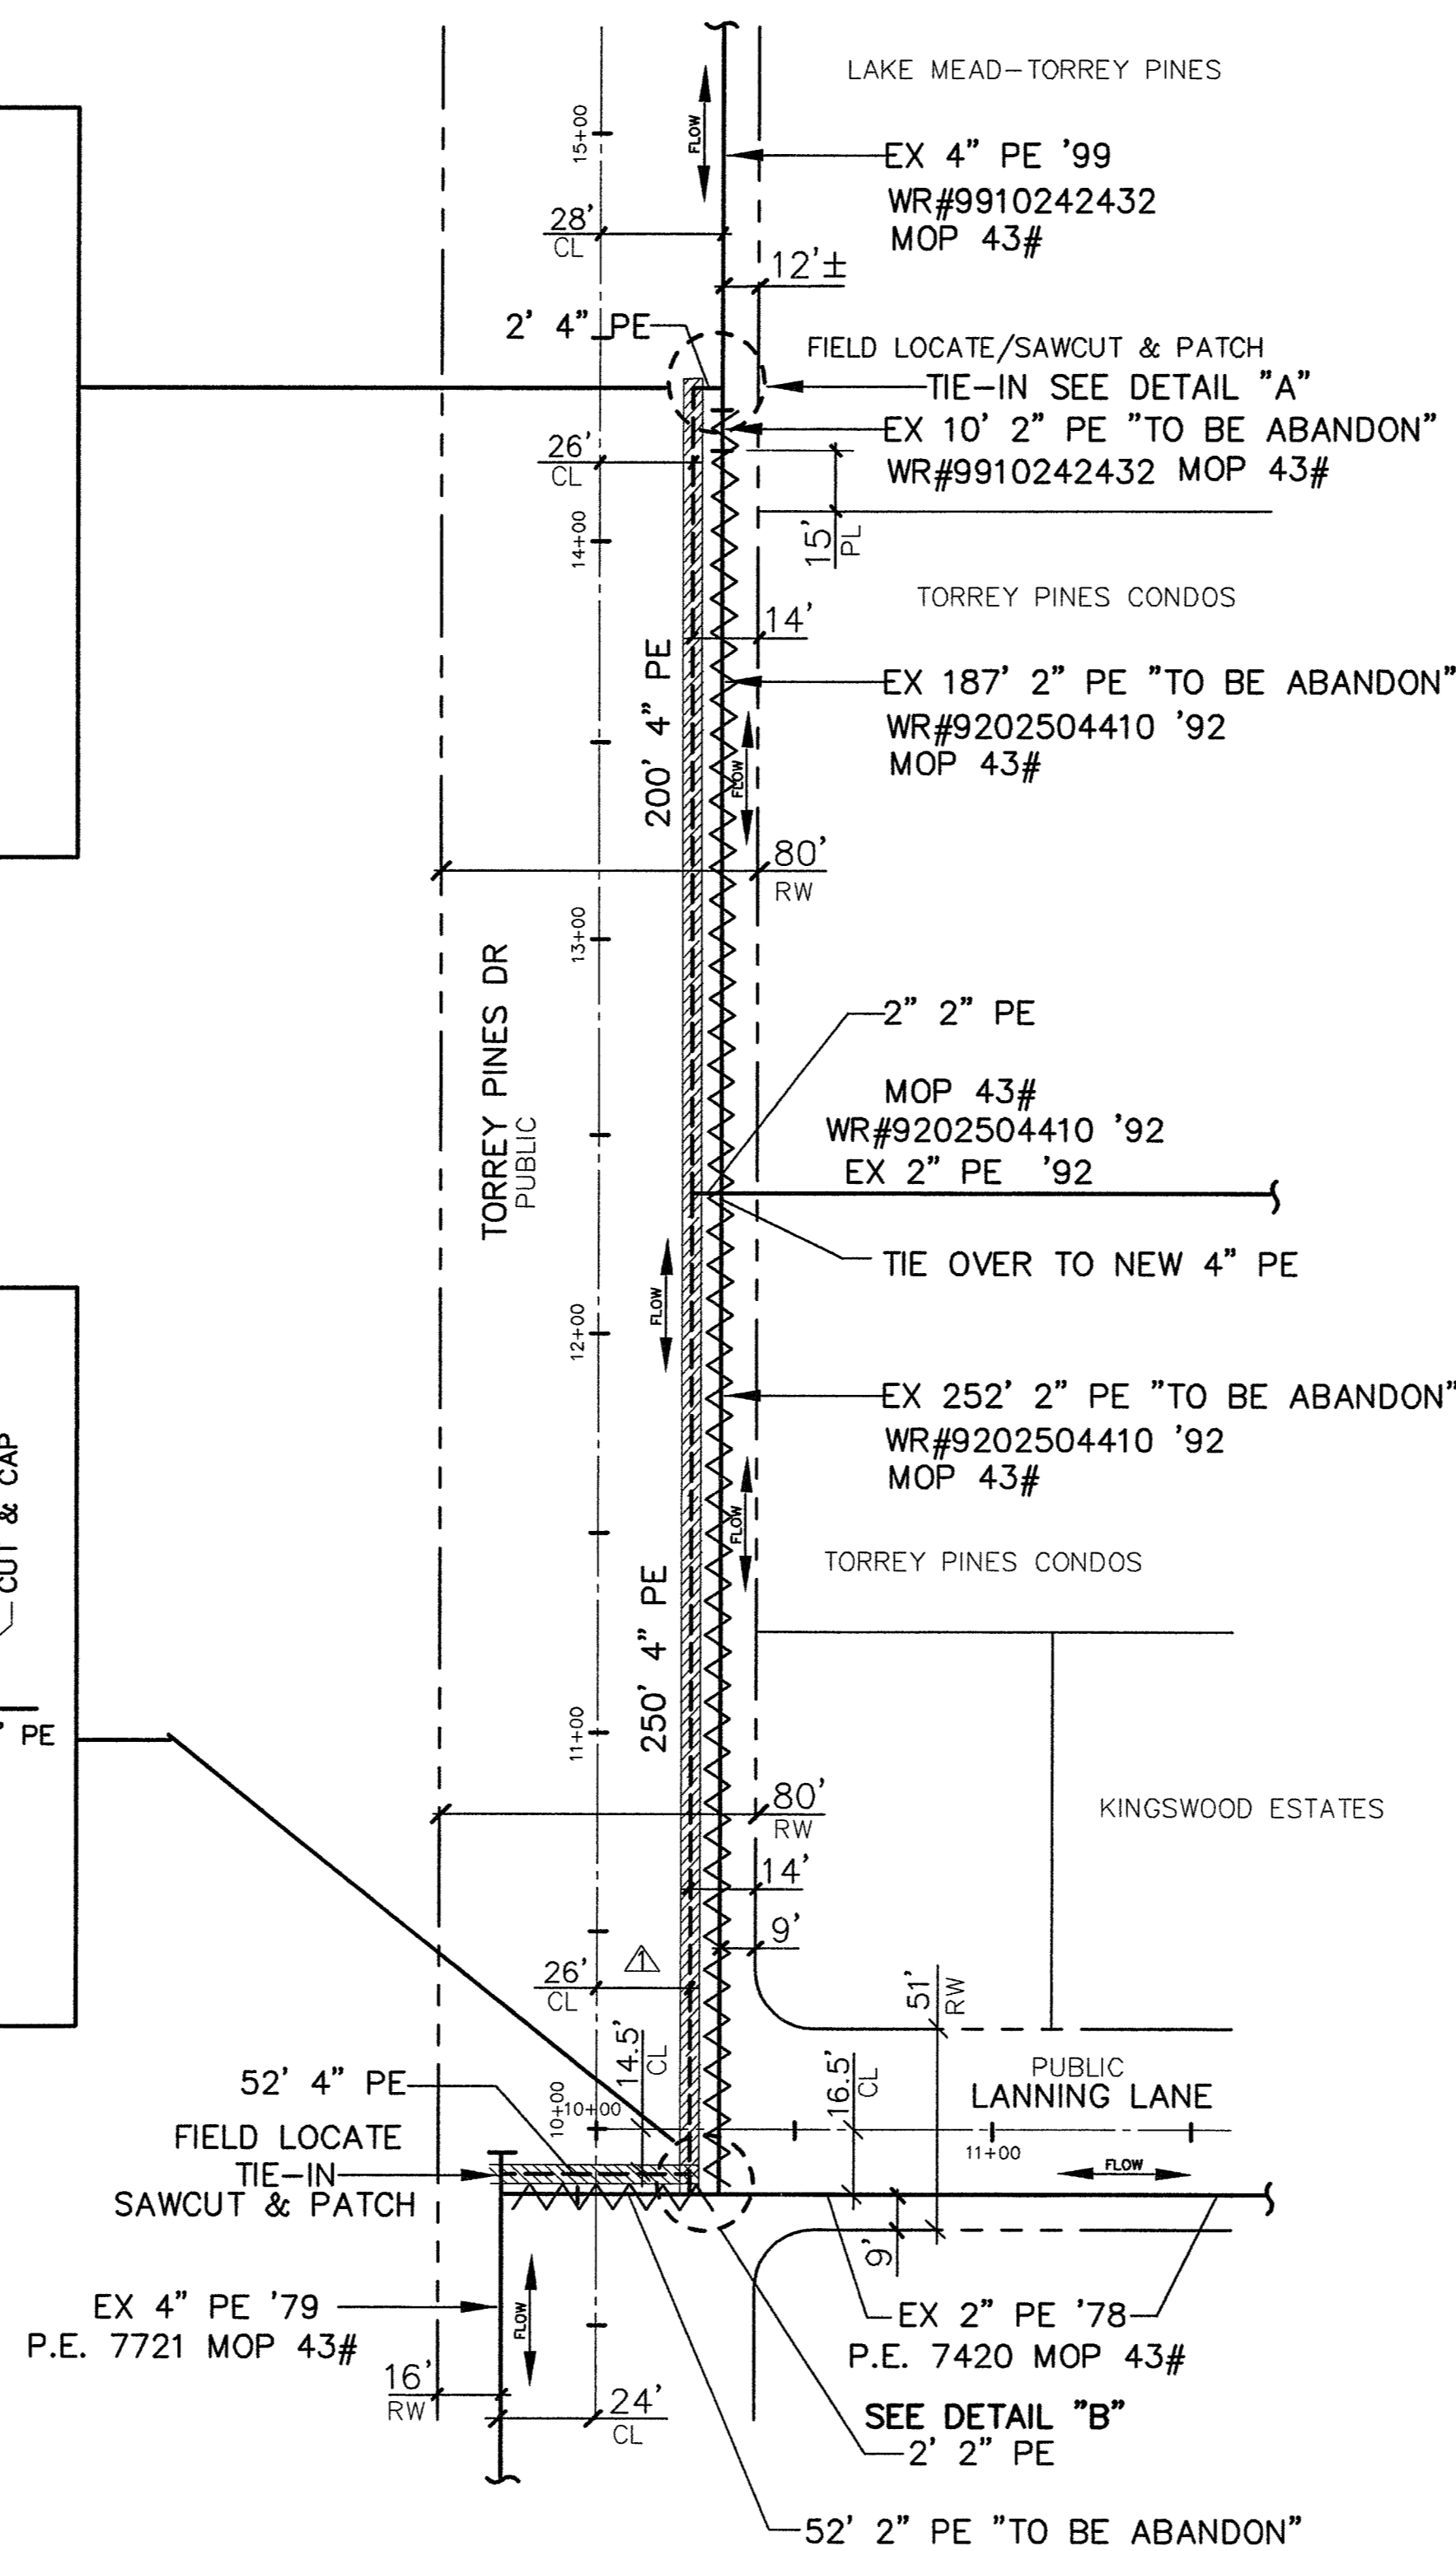 LAKE MEAD-TORREY PINES
15+00
FLOW
EX 4" PE '99
WR#9910242432
MOP 43#
28'
CL
12'±
2' 4" PE
FIELD LOCATE/SAWCUT & PATCH
TIE-IN SEE DETAIL "A"
EX 10' 2" PE "TO BE ABANDON"
WR#9910242432 MOP 43#
26'
CL
14+00
15'
PL
TORREY PINES CONDOS
14'
200' 4" PE
EX 187' 2" PE "TO BE ABANDON"
WR#9202504410 '92
MOP 43#
FLOW
80'
RW
13+00
TORREY PINES DR
PUBLIC
2" 2" PE
MOP 43#
WR#9202504410 '92
EX 2" PE '92
TIE OVER TO NEW 4" PE
FLOW
12+00
EX 252' 2" PE "TO BE ABANDON"
WR#9202504410 '92
MOP 43#
CUT & CAP
FLOW
TORREY PINES CONDOS
250' 4" PE
11+00
" PE
80'
RW
KINGSWOOD ESTATES
14'
9'
1
26'
CL
51'
RW
14.5'
CL
16.5'
CL
PUBLIC
LANNING LANE
52' 4" PE
10+00
10+00
11+00
FIELD LOCATE
TIE-IN
SAWCUT & PATCH
FLOW
9'
EX 4" PE '79
P.E. 7721 MOP 43#
FLOW
EX 2" PE '78
P.E. 7420 MOP 43#
16'
RW
24'
CL
SEE DETAIL "B"
2' 2" PE
52' 2" PE "TO BE ABANDON"